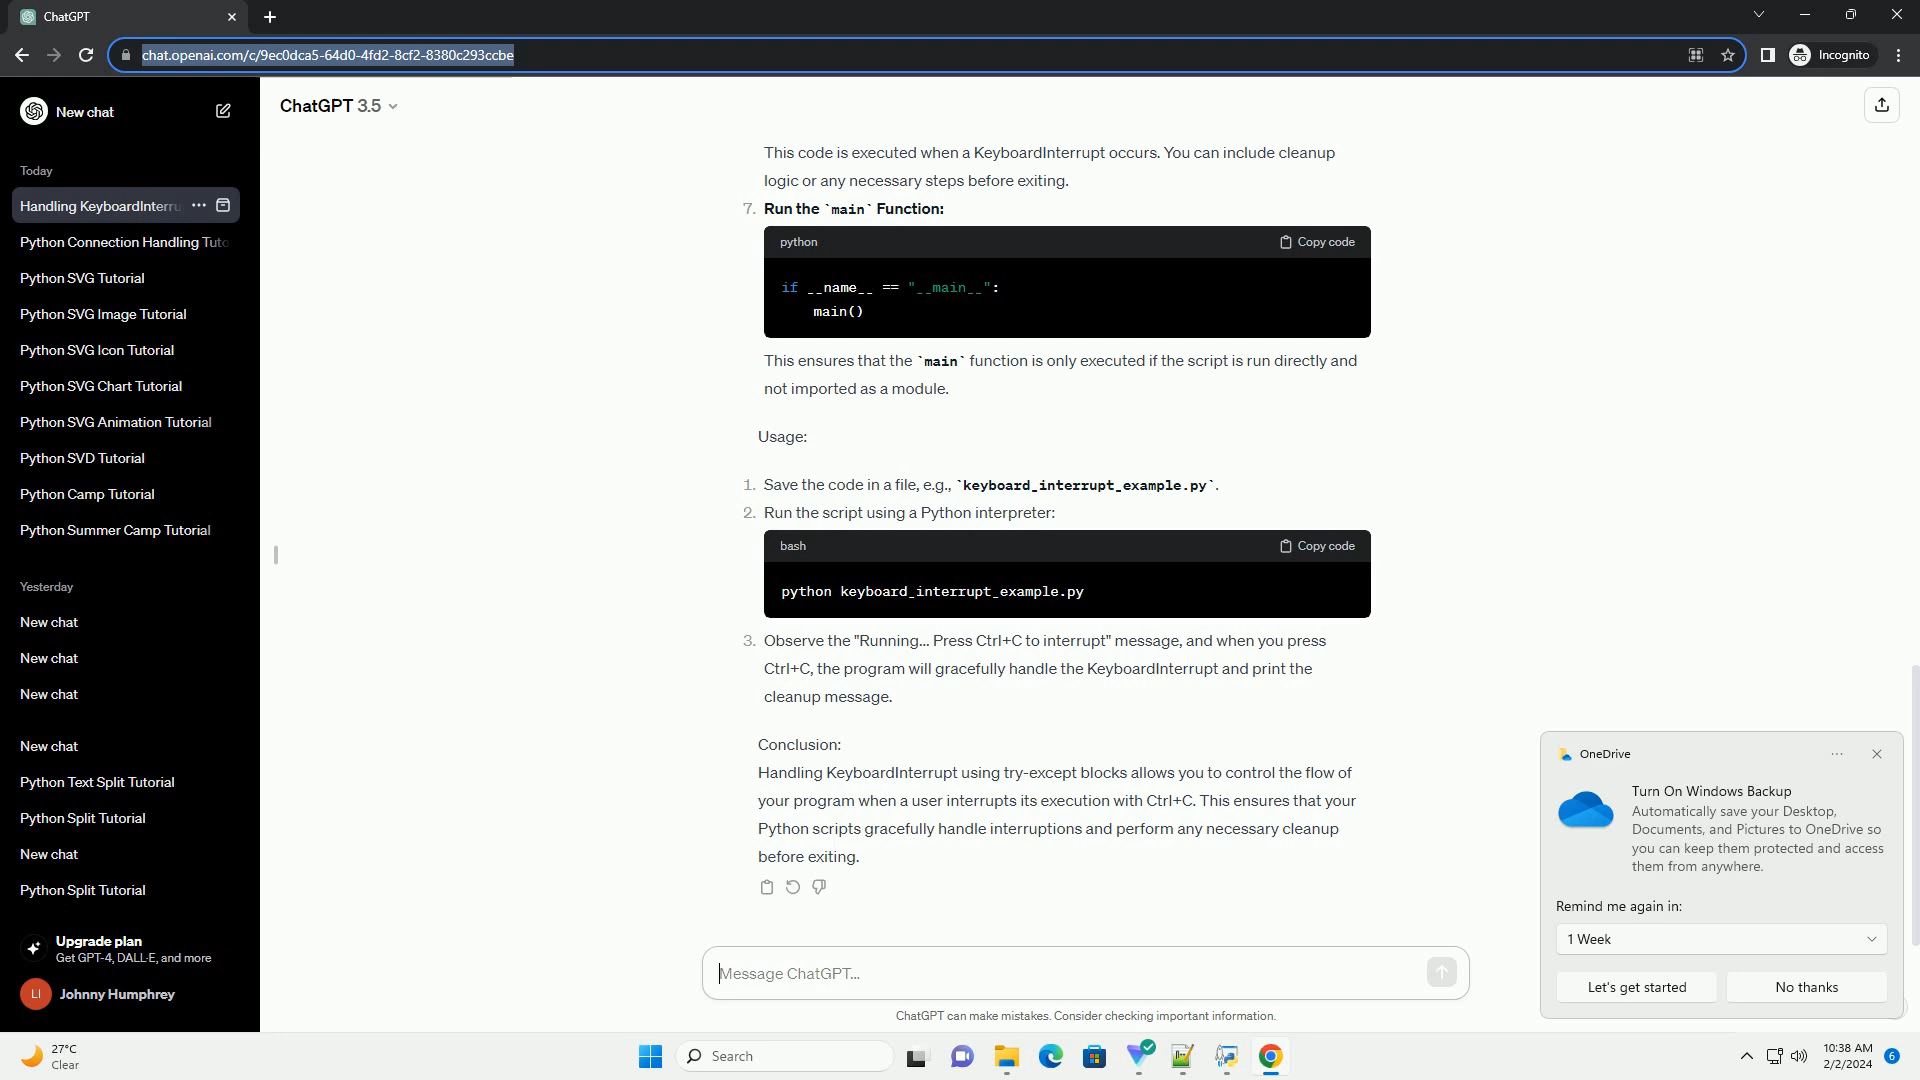 ChatGPT
chat.openai.com/c/9ec0dca5-64d0-4fd2-8cf2-8380c293ccbe
Incognito
New chat
Today
Handling KeyboardInterru
Python Connection Handling Tuto
Python SVG Tutorial
Python SVG Image Tutorial
Python SVG Icon Tutorial
Python SVG Chart Tutorial
Python SVG Animation Tutorial
Python SVD Tutorial
Python Camp Tutorial
Python Summer Camp Tutorial
Yesterday
New chat
New chat
New chat
New chat
Python Text Split Tutorial
Python Split Tutorial
New chat
Python Split Tutorial
Upgrade plan
Get GPT-4, DALL·E, and more
LI
Johnny Humphrey
ChatGPT 3.5
This code is executed when a KeyboardInterrupt occurs. You can include cleanup
logic or any necessary steps before exiting.
7. Run the `main` Function:
python
Copy code
if __name__ == "__main__":
main()
This ensures that the `main` function is only executed if the script is run directly and
not imported as a module.
Usage:
1. Save the code in a file, e.g., `keyboard_interrupt_example.py`.
2. Run the script using a Python interpreter:
bash
Copy code
python keyboard_interrupt_example.py
3. Observe the "Running... Press Ctrl+C to interrupt" message, and when you press
Ctrl+C, the program will gracefully handle the KeyboardInterrupt and print the
cleanup message.
Conclusion:
Handling KeyboardInterrupt using try-except blocks allows you to control the flow of
your program when a user interrupts its execution with Ctrl+C. This ensures that your
Python scripts gracefully handle interruptions and perform any necessary cleanup
before exiting.
Message ChatGPT...
ChatGPT can make mistakes. Consider checking important information.
OneDrive
Turn On Windows Backup
Automatically save your Desktop,
Documents, and Pictures to OneDrive so
you can keep them protected and access
them from anywhere.
Remind me again in:
1 Week
Let's get started
No thanks
27°C
Clear
Search
10:38 AM
2/2/2024
6